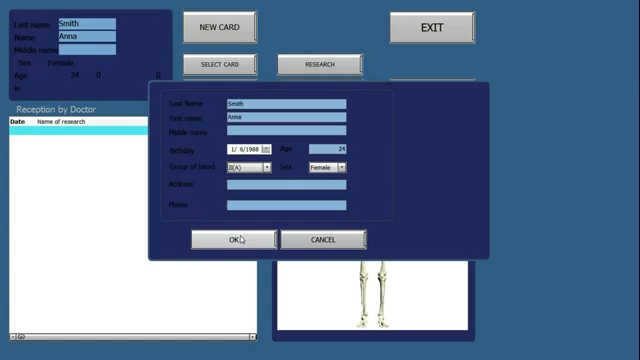 Last name Smith
Name Anna
Middle name
Sex Female
Age 24 0 0
NEW CARD
EXIT
SELECT CARD
RESEARCH
Reception by Doctor
Date Name of research
Last Name Smith
First name Anna
Middle name
Birthday 1/ 6/1988 Age 24
Group of blood II(A) Sex Female
Address
Phone
OK
CANCEL